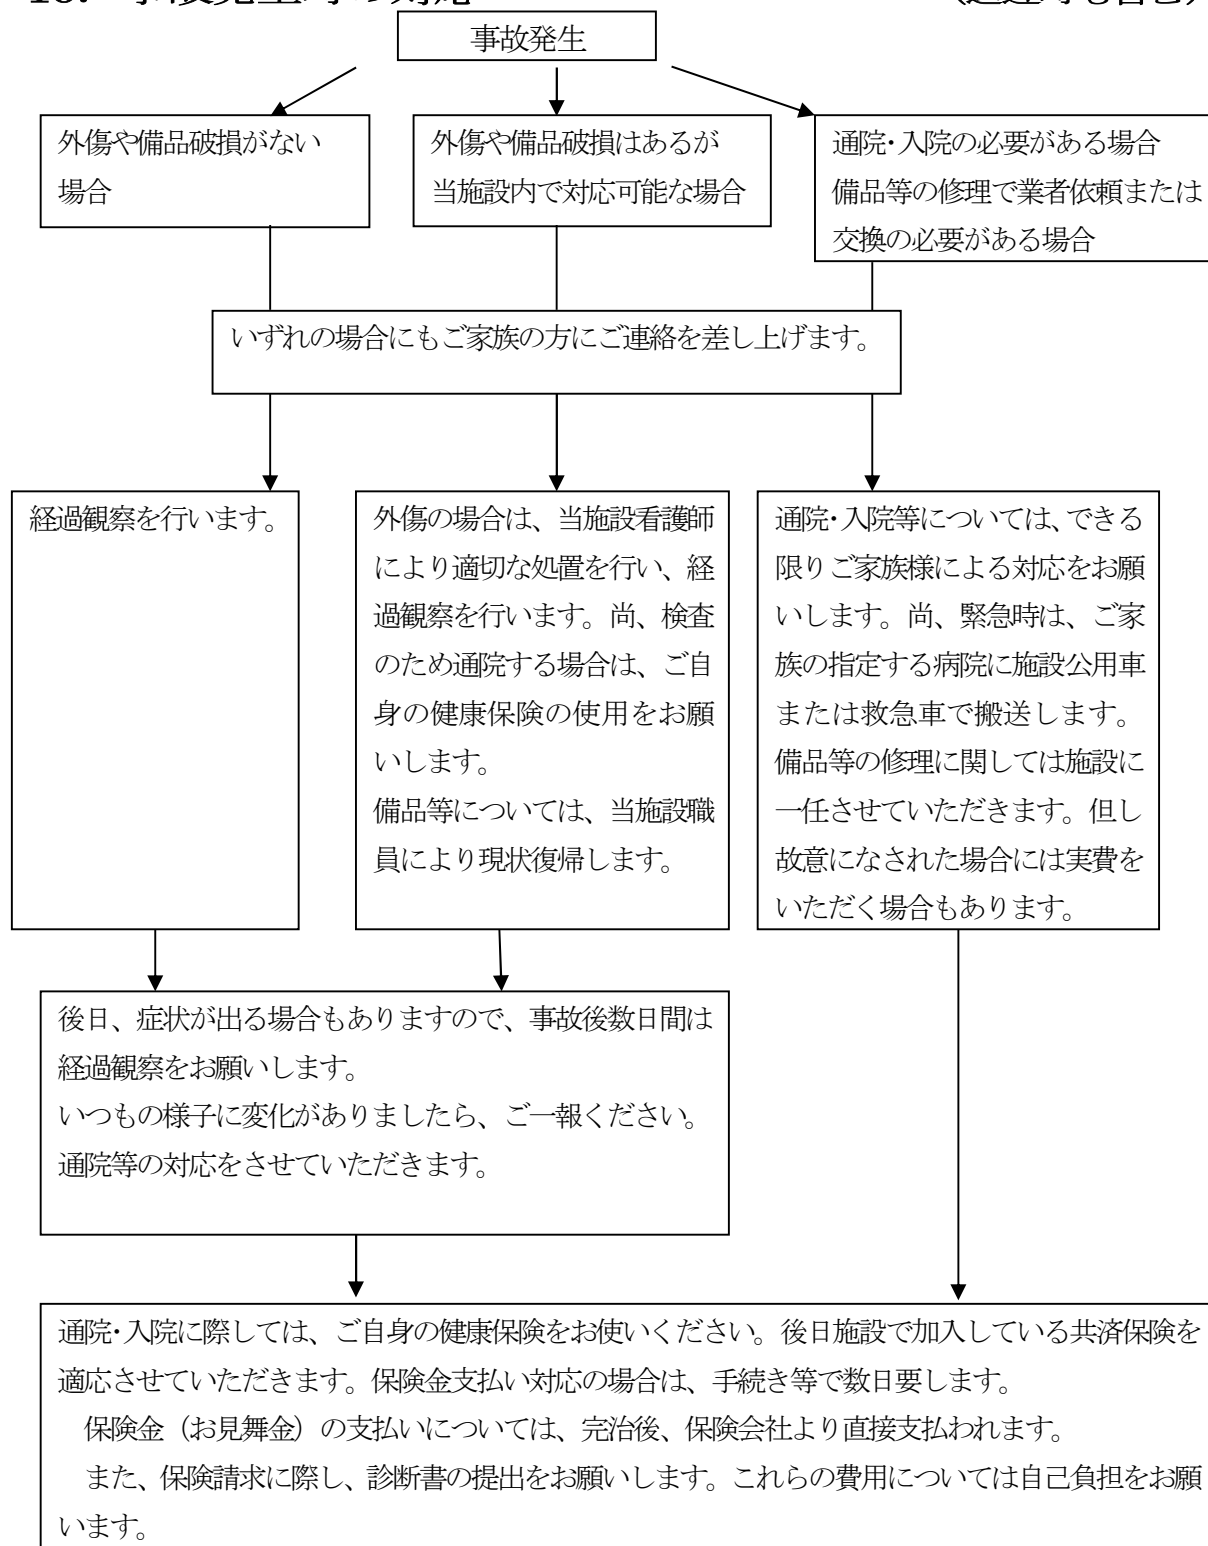 事故発生
外傷や備品破損がない
場合
外傷や備品破損はあるが
当施設内で対応可能な場合
通院・入院の必要がある場合
備品等の修理で業者依頼または
交換の必要がある場合
いずれの場合にもご家族の方にご連絡を差し上げます。
経過観察を行います。
外傷の場合は、当施設看護師
により適切な処置を行い、経
過観察を行います。尚、検査
のため通院する場合は、ご自
身の健康保険の使用をお願
いします。
備品等については、当施設職
員により現状復帰します。
通院・入院等については、できる
限りご家族様による対応をお願
いします。尚、緊急時は、ご家
族の指定する病院に施設公用車
または救急車で搬送します。
備品等の修理に関しては施設に
一任させていただきます。但し
故意になされた場合には実費を
いただく場合もあります。
後日、症状が出る場合もありますので、事故後数日間は
経過観察をお願いします。
いつもの様子に変化がありましたら、ご一報ください。
通院等の対応をさせていただきます。
通院・入院に際しては、ご自身の健康保険をお使いください。後日施設で加入している共済保険を
適応させていただきます。保険金支払い対応の場合は、手続き等で数日要します。
保険金（お見舞金）の支払いについては、完治後、保険会社より直接支払われます。
また、保険請求に際し、診断書の提出をお願いします。これらの費用については自己負担をお願
います。